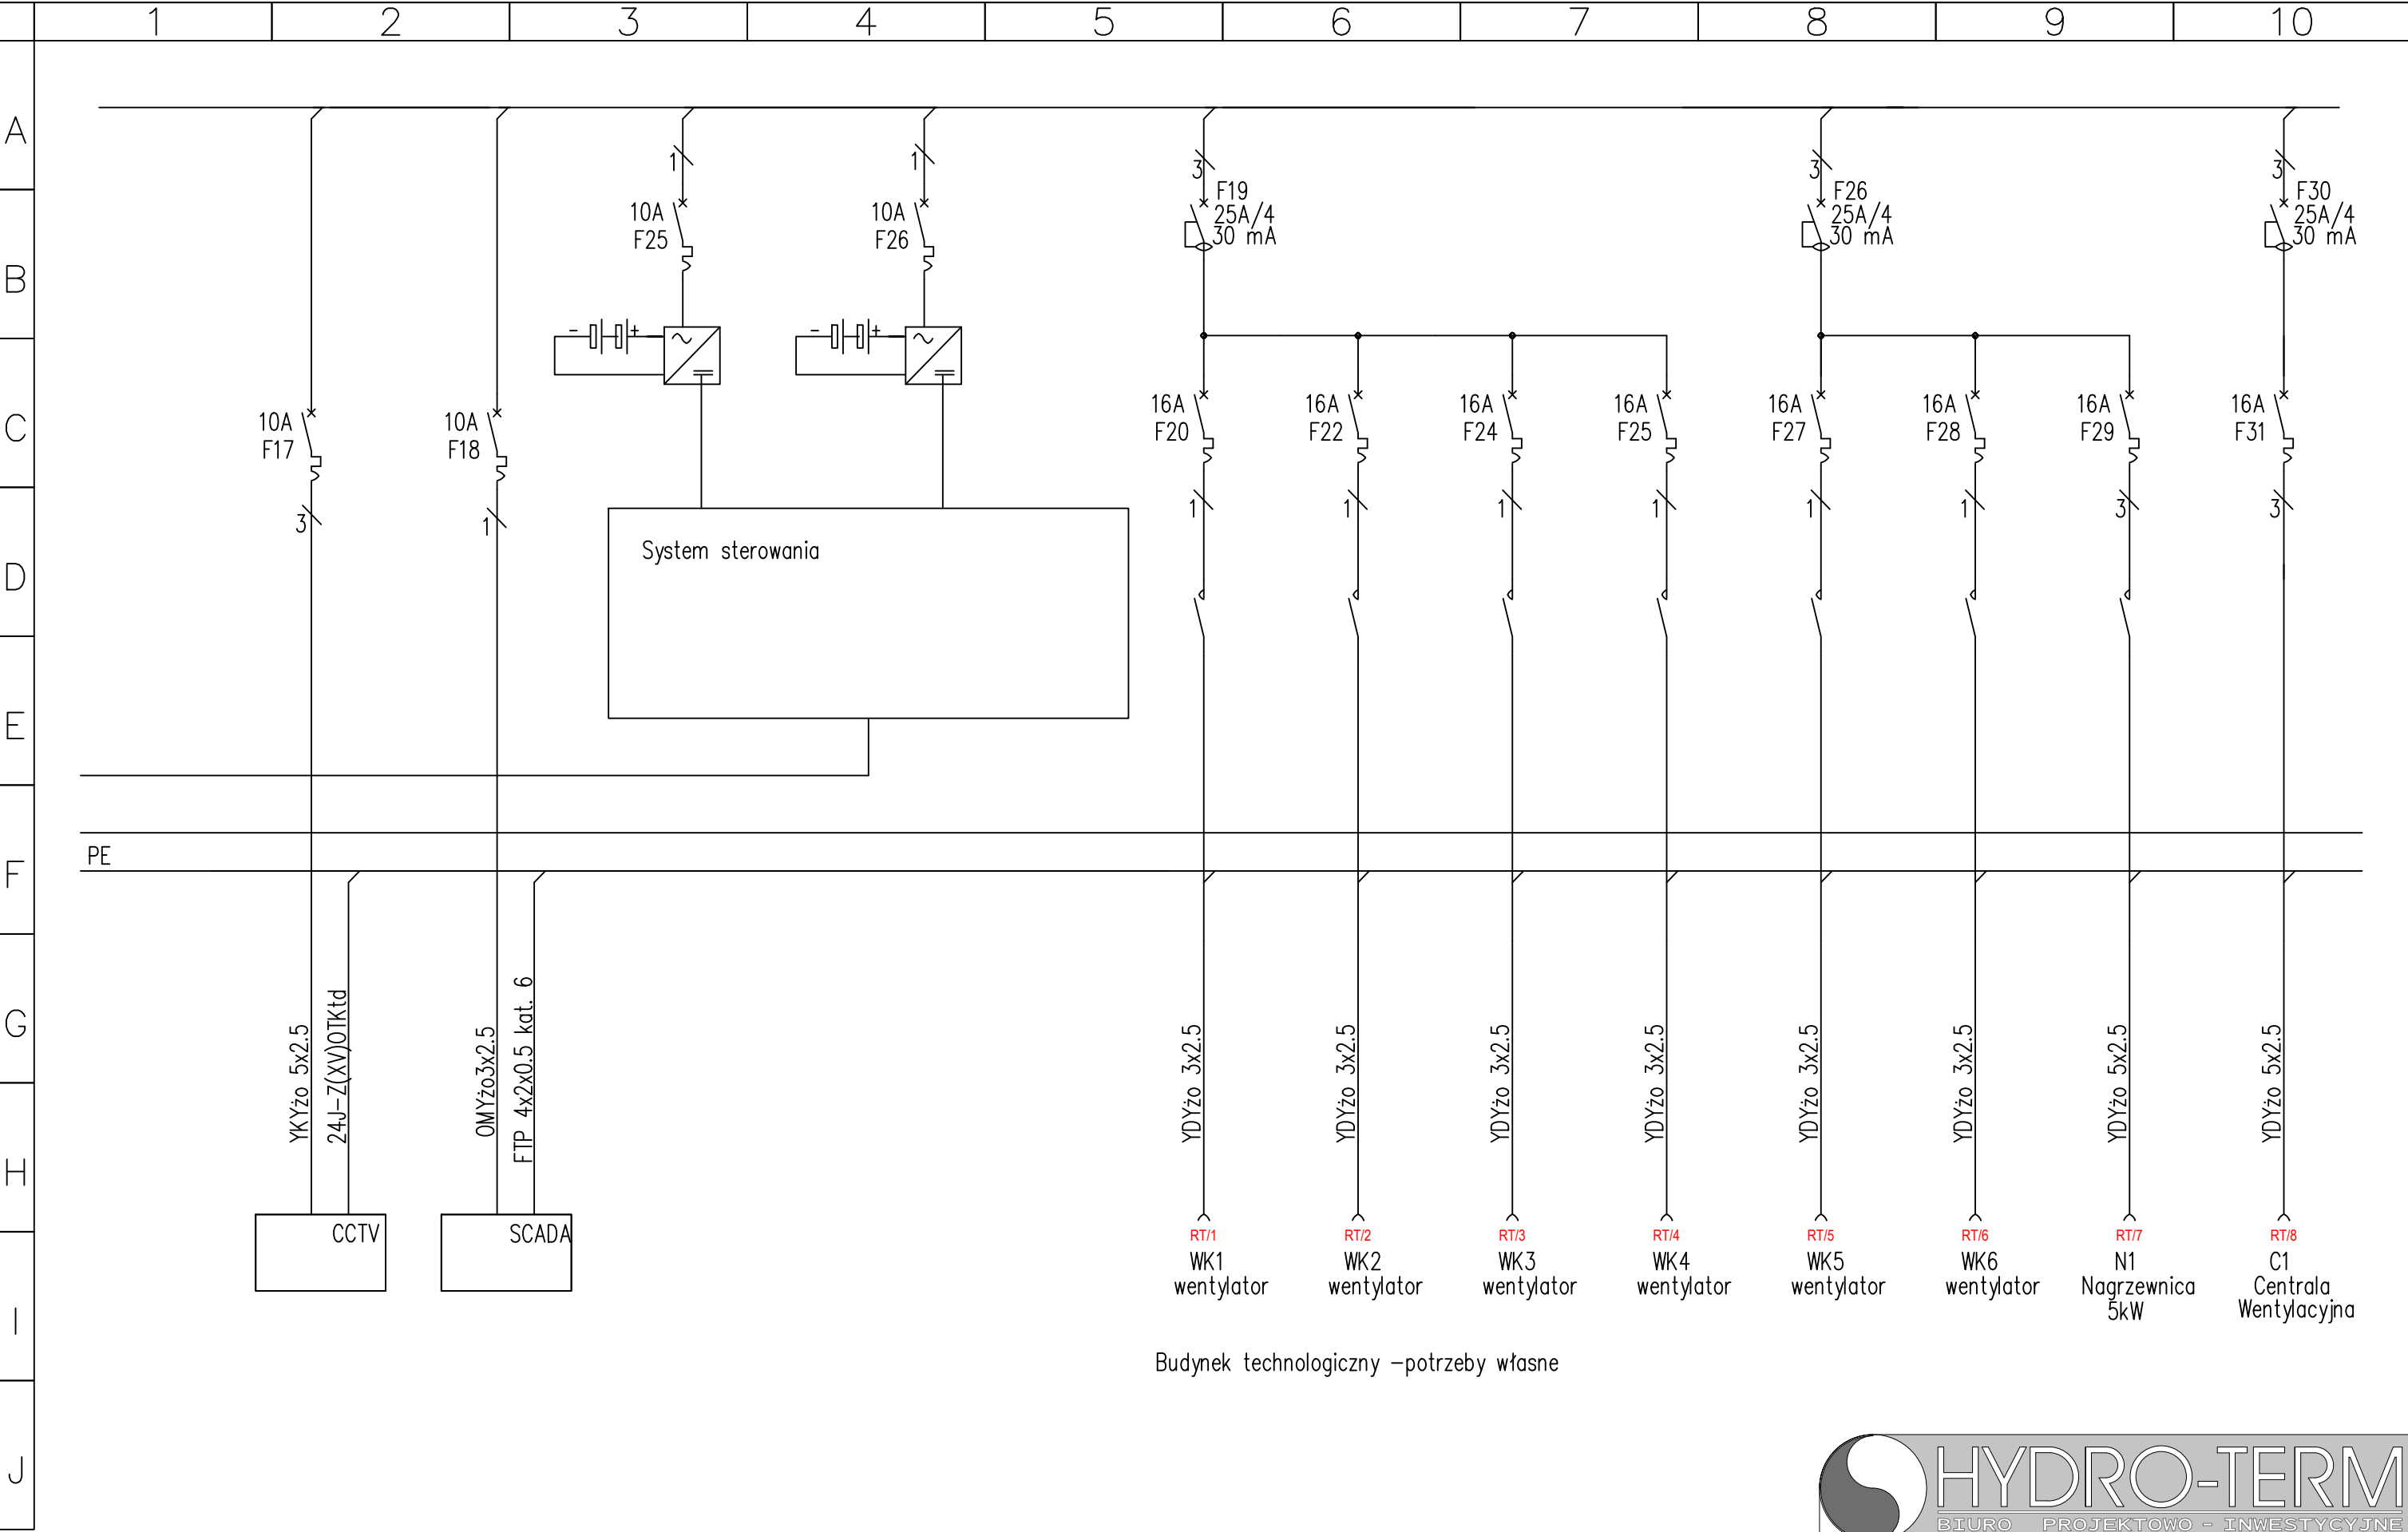 1 2 3 4 5 6 7 8 9 10
A
B
C
D
E
F
G
H
I
J
1
10A
F25
1
10A
F26
3
F19
25A/4
30 mA
3
F26
25A/4
30 mA
3
F30
25A/4
30 mA
- +
- +
10A
F17
3
10A
F18
1
16A
F20
1
16A
F22
1
16A
F24
1
16A
F25
1
16A
F27
1
16A
F28
1
16A
F29
3
16A
F31
3
System sterowania
PE
YKYżo 5x2.5
24J-Z(XV)OTKtd
OMYżo3x2.5
FTP 4x2x0.5 kat. 6
YDYżo 3x2.5
YDYżo 3x2.5
YDYżo 3x2.5
YDYżo 3x2.5
YDYżo 3x2.5
YDYżo 3x2.5
YDYżo 5x2.5
YDYżo 5x2.5
CCTV
SCADA
RT/1
WK1
wentylator
RT/2
WK2
wentylator
RT/3
WK3
wentylator
RT/4
WK4
wentylator
RT/5
WK5
wentylator
RT/6
WK6
wentylator
RT/7
N1
Nagrzewnica
5kW
RT/8
C1
Centrala
Wentylacyjna
Budynek technologiczny -potrzeby własne
HYDRO-TERM
BIURO PROJEKTOWO - INWESTYCYJNE